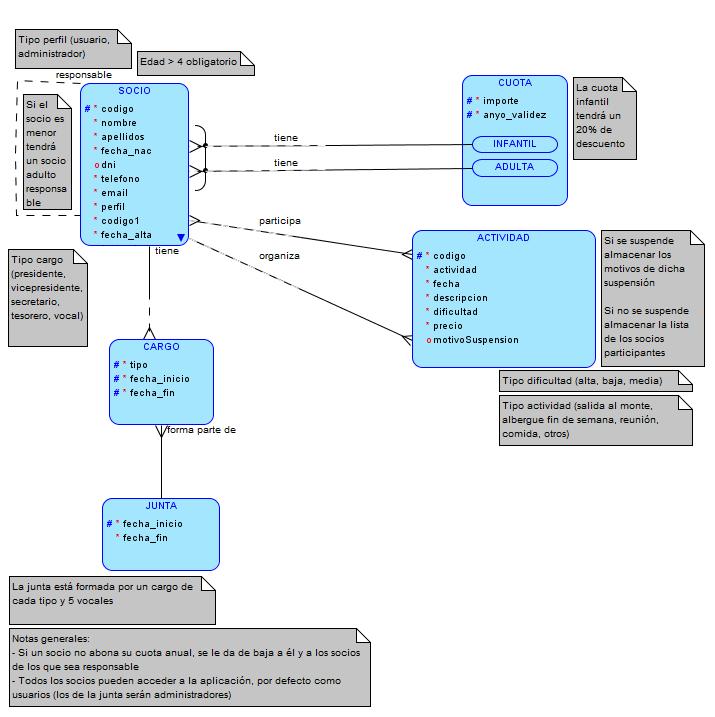 Tipo perfil (usuario,
administrador)
Edad > 4 obligatorio
responsable
Si el
socio es
menor
tendrá
un socio
adulto
responsa
ble
SOCIO
# * codigo
* nombre
* apellidos
* fecha_nac
o dni
* telefono
* email
* perfil
* codigo1
* fecha_alta
tiene
tiene
CUOTA
# * importe
# * anyo_validez
INFANTIL
ADULTA
La cuota
infantil
tendrá un
20% de
descuento
participa
organiza
ACTIVIDAD
# * codigo
* actividad
* fecha
* descripcion
* dificultad
* precio
o motivoSuspension
Si se suspende
almacenar los
motivos de dicha
suspensión
Si no se suspende
almacenar la lista
de los socios
participantes
Tipo dificultad (alta, baja, media)
Tipo actividad (salida al monte,
albergue fin de semana, reunión,
comida, otros)
tiene
Tipo cargo
(presidente,
vicepresidente,
secretario,
tesorero, vocal)
CARGO
# * tipo
# * fecha_inicio
# * fecha_fin
forma parte de
JUNTA
# * fecha_inicio
* fecha_fin
La junta está formada por un cargo de
cada tipo y 5 vocales
Notas generales:
- Si un socio no abona su cuota anual, se le da de baja a él y a los socios
de los que sea responsable
- Todos los socios pueden acceder a la aplicación, por defecto como
usuarios (los de la junta serán administradores)